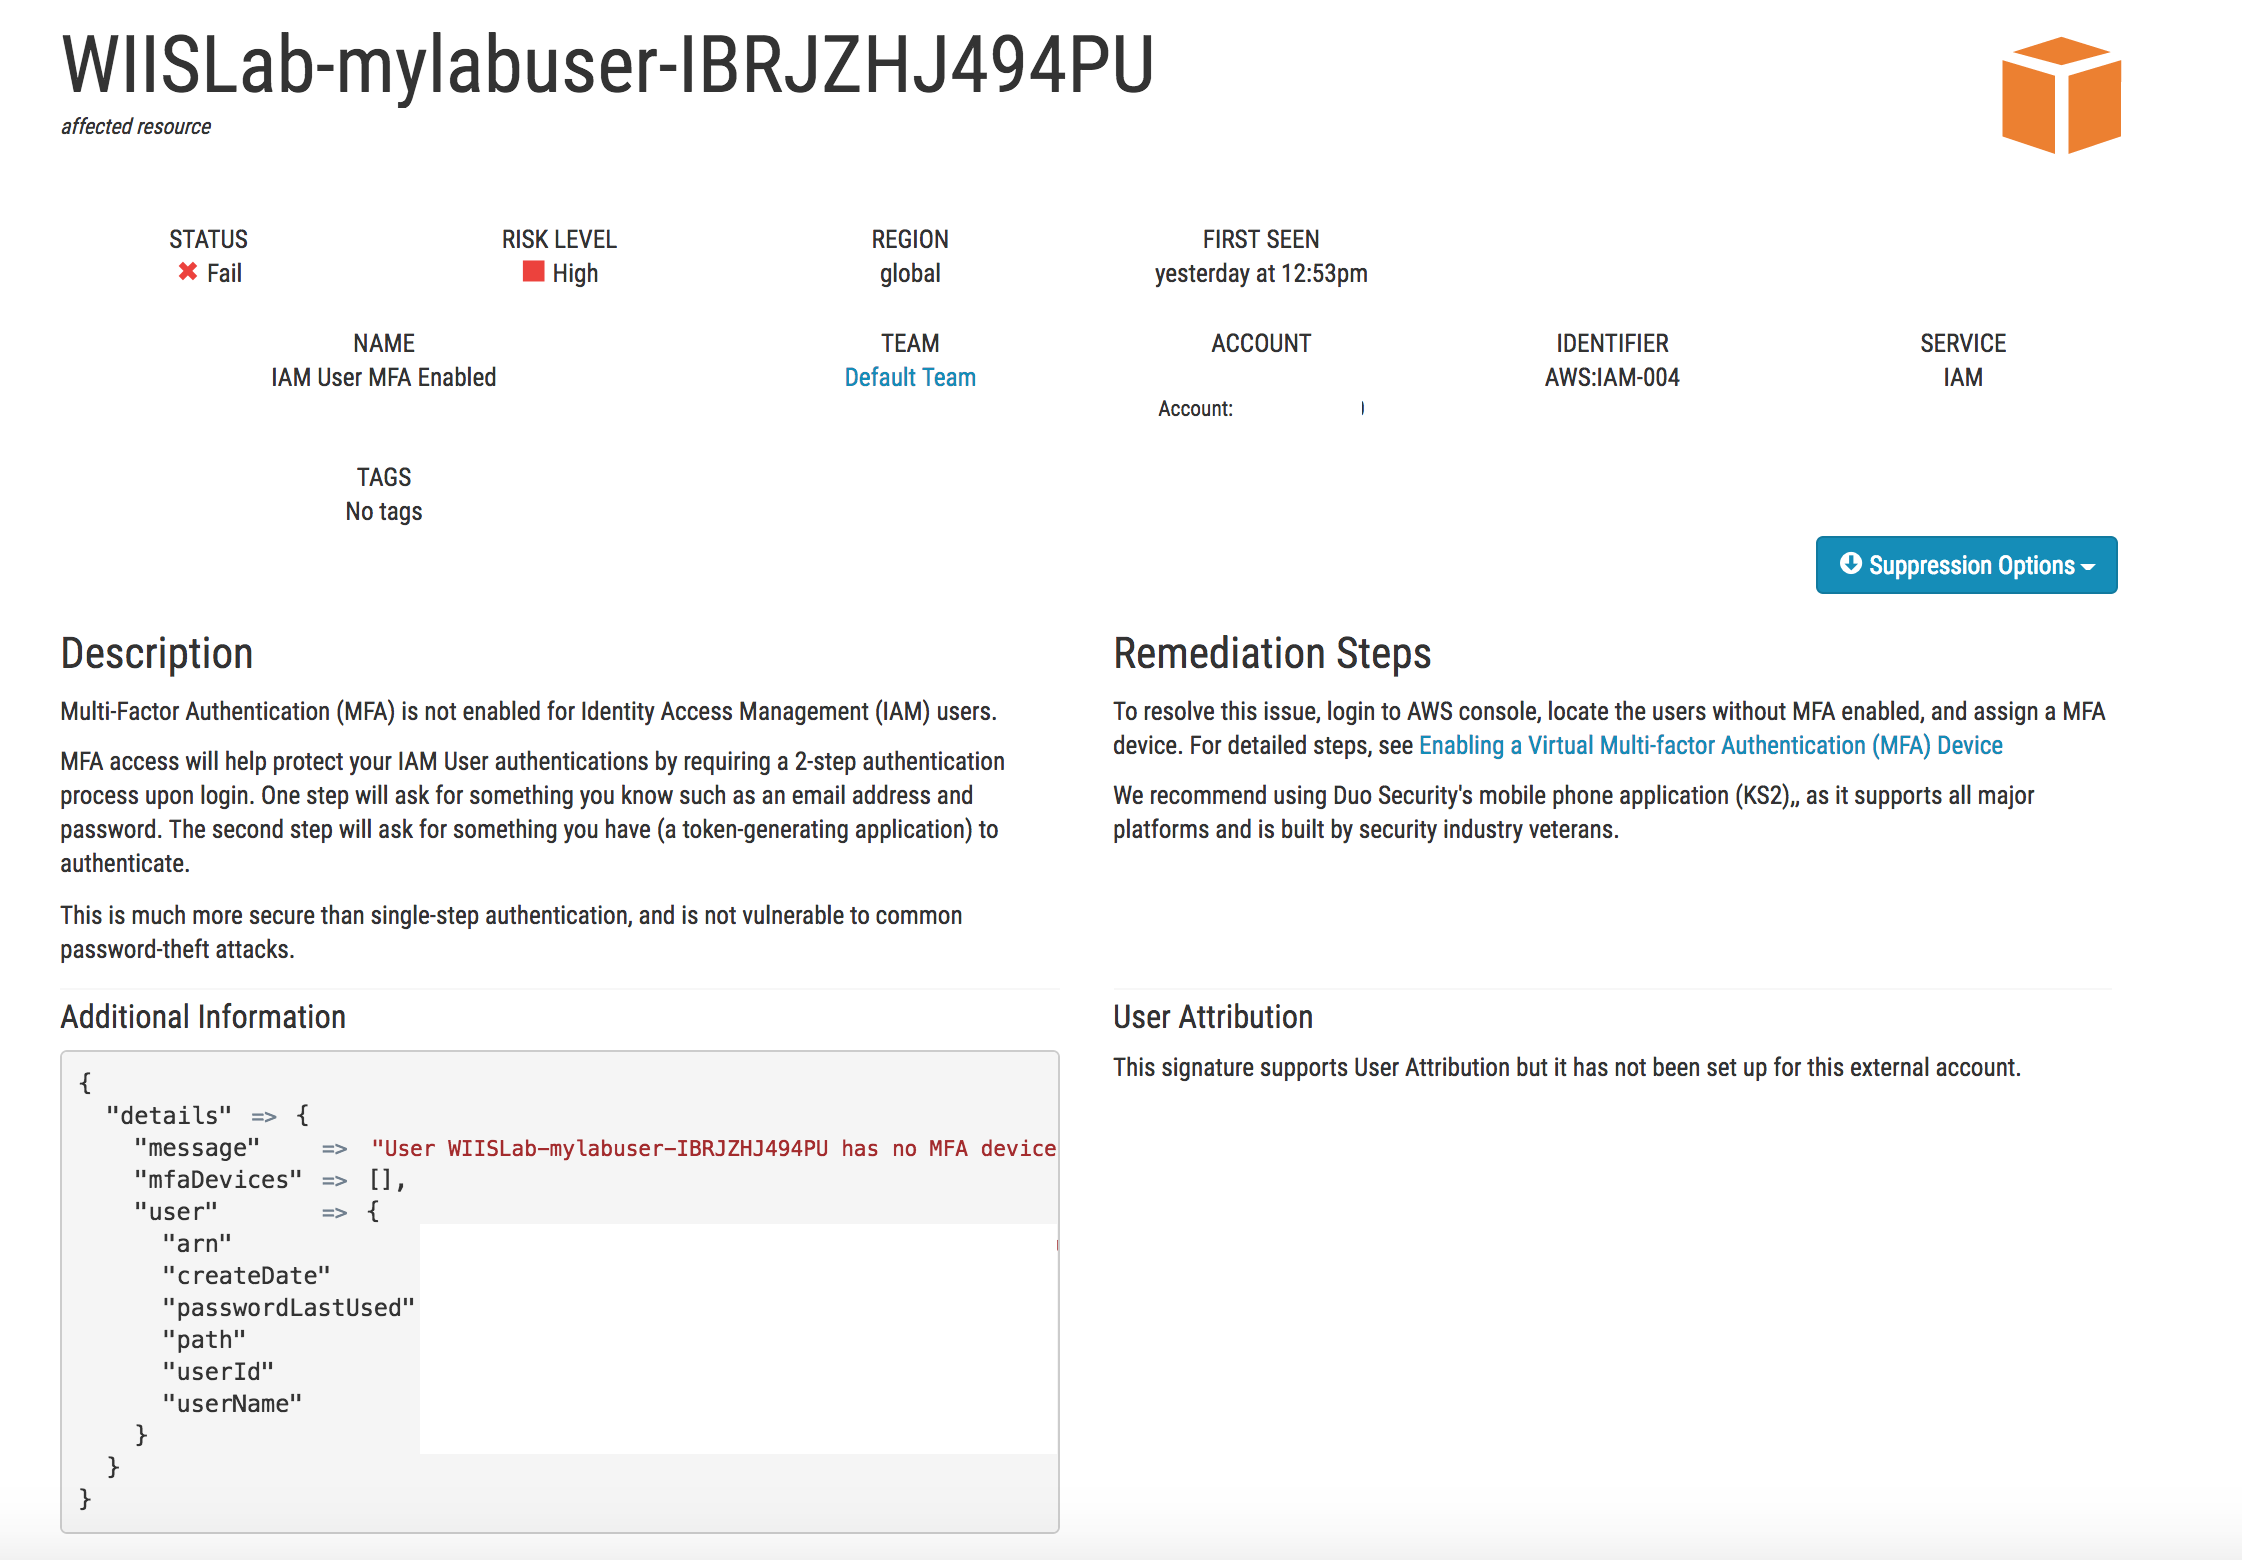 WIISLab-mylabuser-IBRJZHJ494PU
affected resource
STATUS
Fail
RISK LEVEL
High
REGION
global
FIRST SEEN
yesterday at 12:53pm
NAME
IAM User MFA Enabled
TEAM
Default Team
ACCOUNT
Account:
IDENTIFIER
AWS:IAM-004
SERVICE
IAM
TAGS
No tags
Suppression Options
Description
Multi-Factor Authentication (MFA) is not enabled for Identity Access Management (IAM) users.
MFA access will help protect your IAM User authentications by requiring a 2-step authentication
process upon login. One step will ask for something you know such as an email address and
password. The second step will ask for something you have (a token-generating application) to
authenticate.
This is much more secure than single-step authentication, and is not vulnerable to common
password-theft attacks.
Remediation Steps
To resolve this issue, login to AWS console, locate the users without MFA enabled, and assign a MFA
device. For detailed steps, see Enabling a Virtual Multi-factor Authentication (MFA) Device
We recommend using Duo Security's mobile phone application (KS2),, as it supports all major
platforms and is built by security industry veterans.
Additional Information
{
"details" => {
"message" => "User WIISLab-mylabuser-IBRJZHJ494PU has no MFA device
"mfaDevices" => [],
"user" => {
"arn"
"createDate"
"passwordLastUsed"
"path"
"userId"
"userName"
}
}
}
User Attribution
This signature supports User Attribution but it has not been set up for this external account.